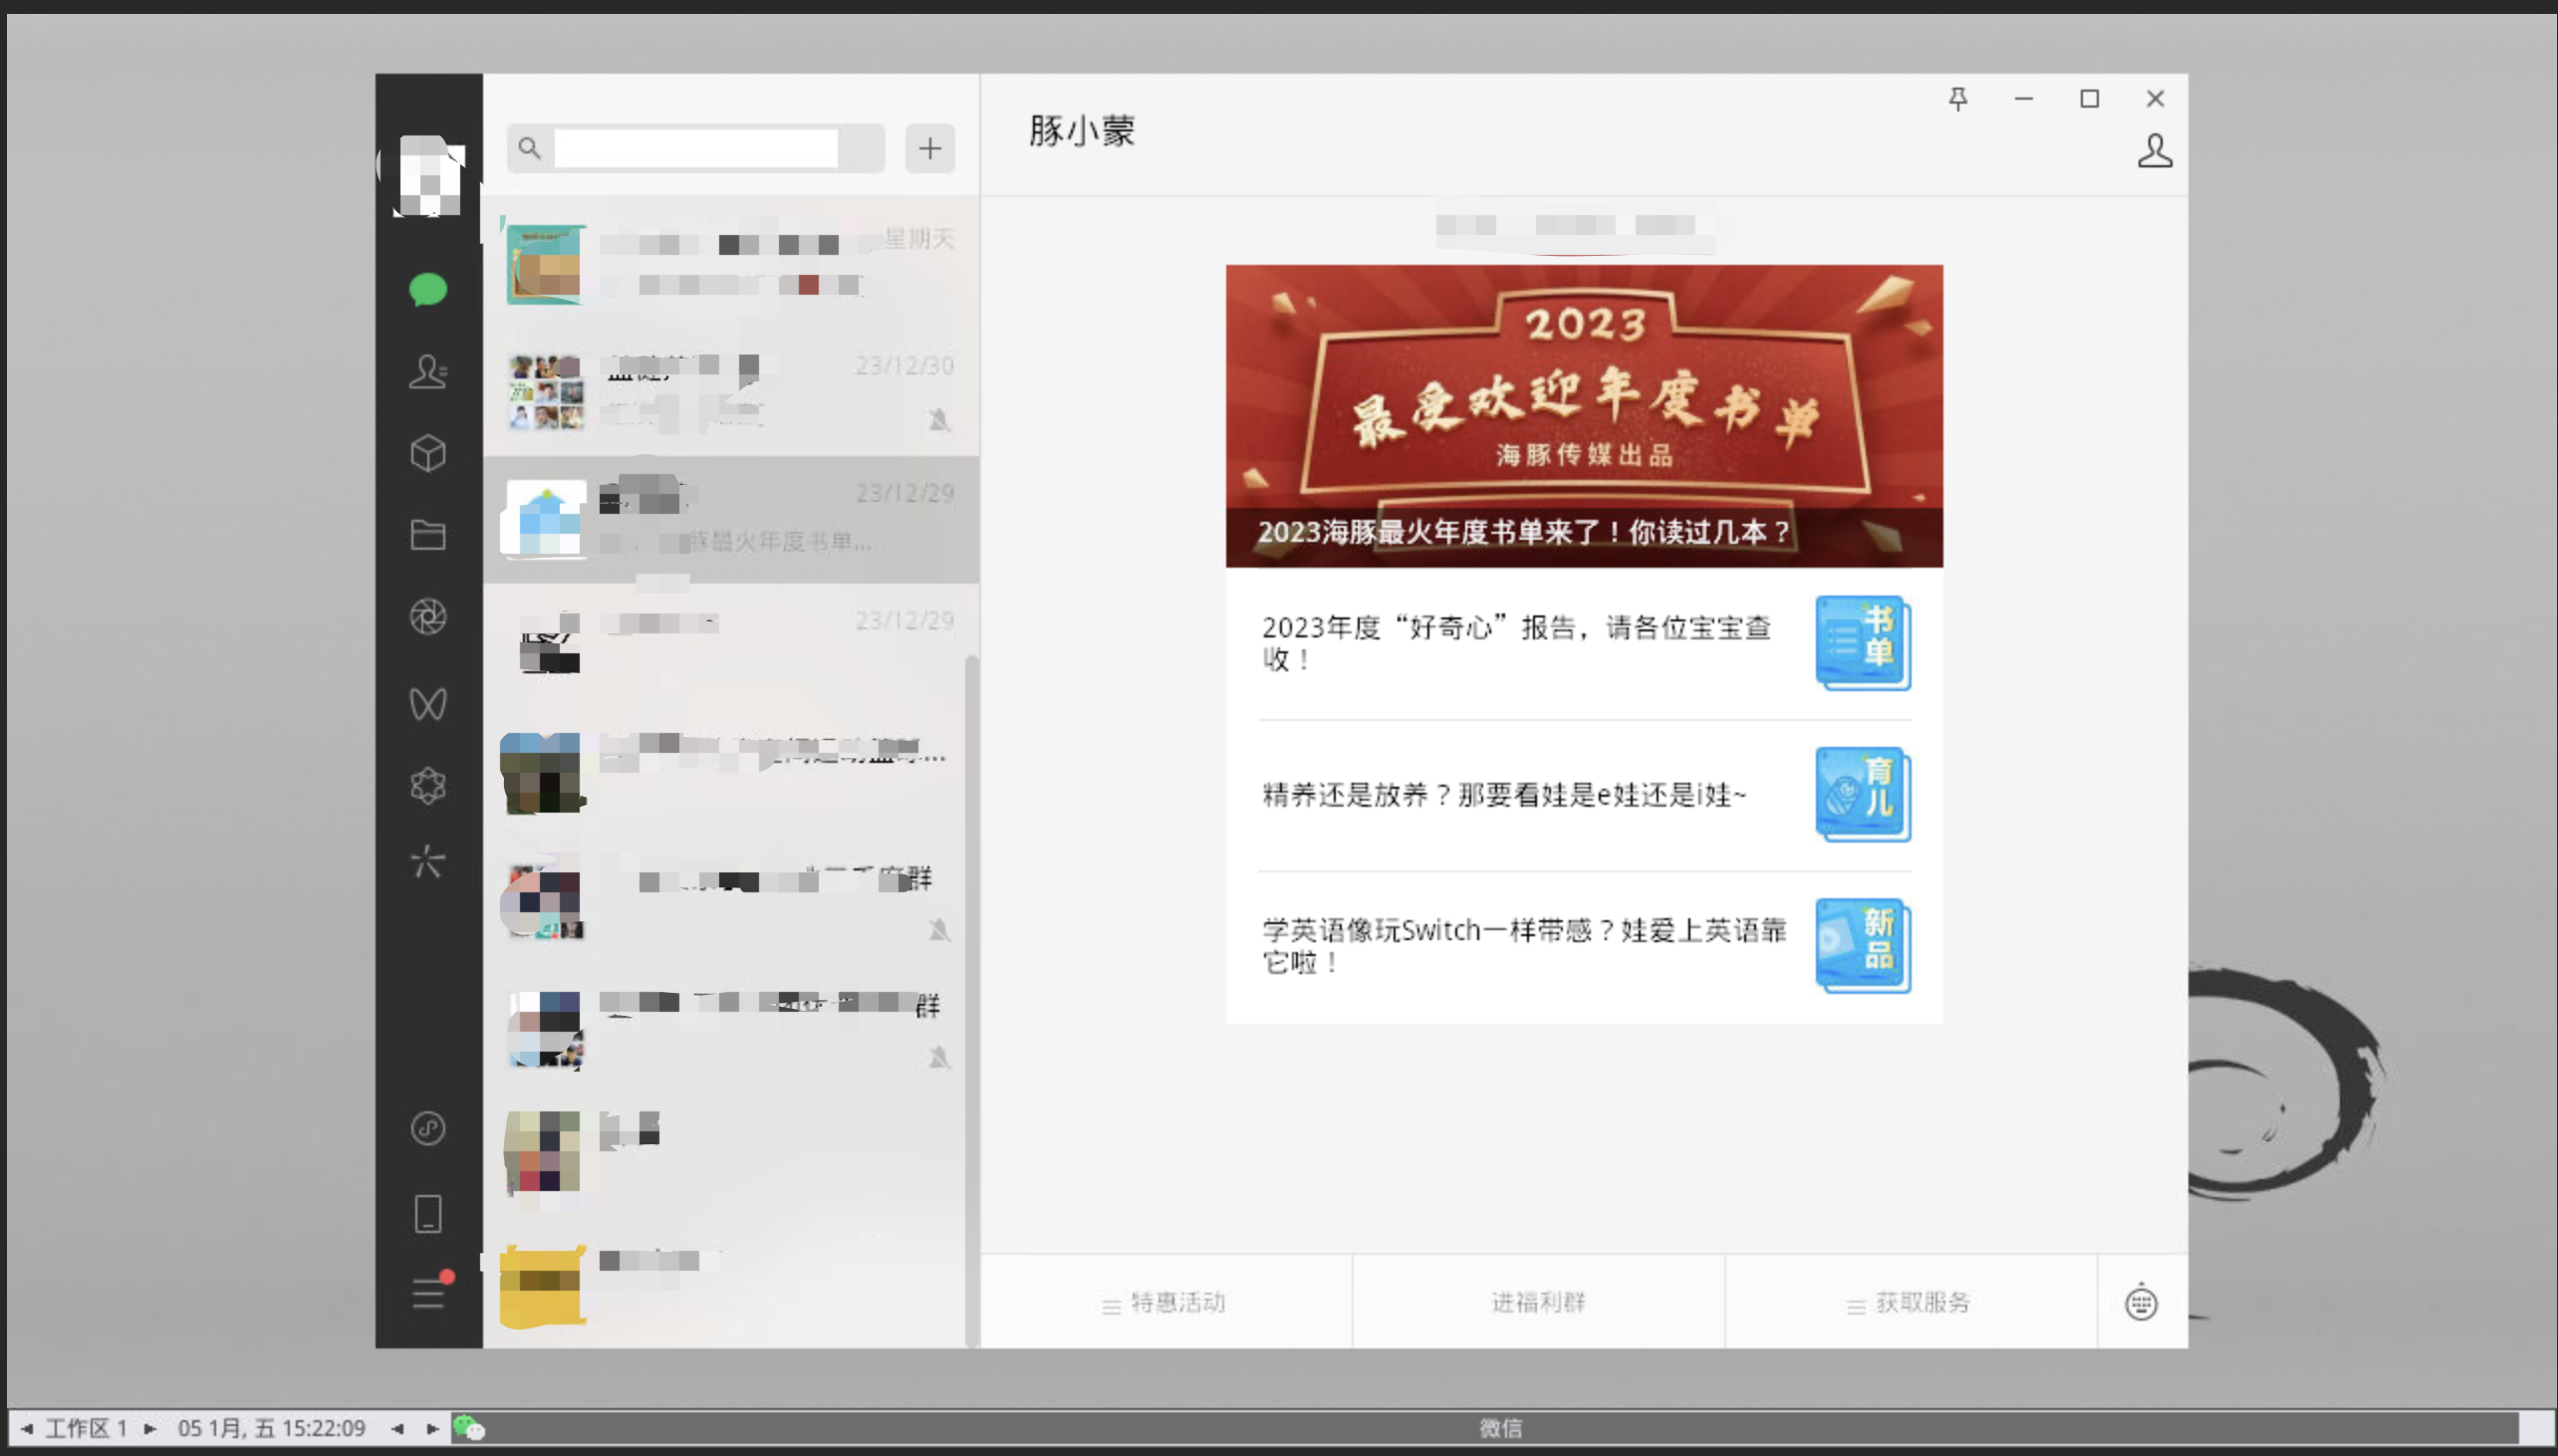 豚小蒙
星期天
23/12/30
23/12/29
豚最火年度书单...
23/12/29
群
群
2023
最受欢迎年度书单
海豚传媒出品
2023海豚最火年度书单来了！你读过几本？
2023年度“好奇心”报告，请各位宝宝查
收！
书单
精养还是放养？那要看娃是e娃还是i娃~
育儿
学英语像玩Switch一样带感？娃爱上英语靠
它啦！
新品
特惠活动
进福利群
获取服务
工作区 1
05 1月, 五 15:22:09
微信